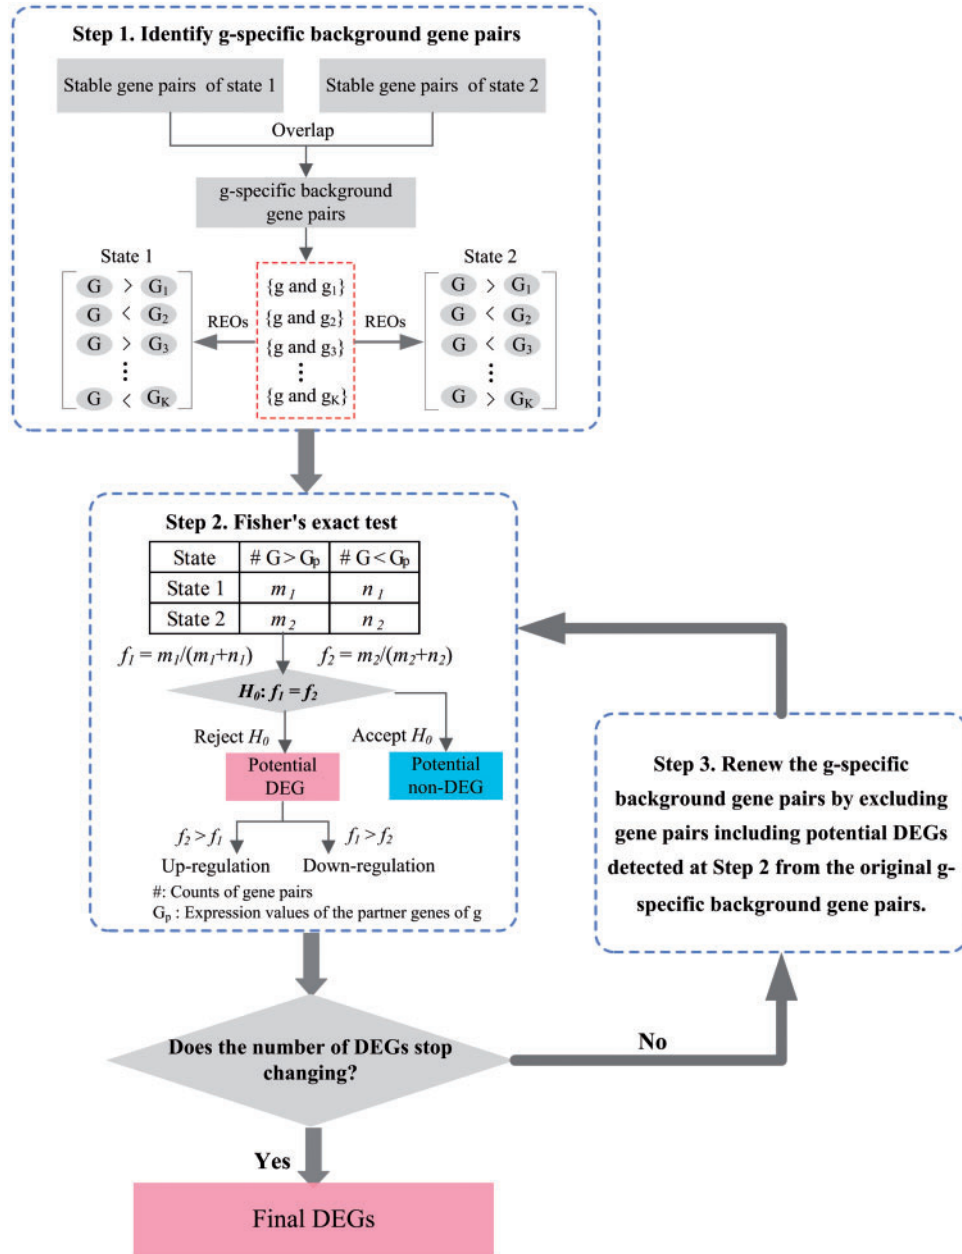 Step 1. Identify g-specific background gene pairs
Stable gene pairs of state 1
Stable gene pairs of state 2
Overlap
g-specific background
gene pairs
State 1
G > G₁
G < G₂
G > G₃
⋮
G < G_K
REOs
{g and g₁}
{g and g₂}
{g and g₃}
⋮
{g and g_K}
REOs
State 2
G > G₁
G < G₂
G < G₃
⋮
G > G_K
Step 2. Fisher's exact test
State # G > Gₚ # G < Gₚ
State 1 m₁ n₁
State 2 m₂ n₂
f₁ = m₁/(m₁+n₁)
f₂ = m₂/(m₂+n₂)
H₀: f₁ = f₂
Reject H₀
Accept H₀
Potential
DEG
Potential
non-DEG
f₂ > f₁
f₁ > f₂
Up-regulation
Down-regulation
#: Counts of gene pairs
Gₚ : Expression values of the partner genes of g
Step 3. Renew the g-specific
background gene pairs by excluding
gene pairs including potential DEGs
detected at Step 2 from the original g-
specific background gene pairs.
Does the number of DEGs stop
changing?
No
Yes
Final DEGs